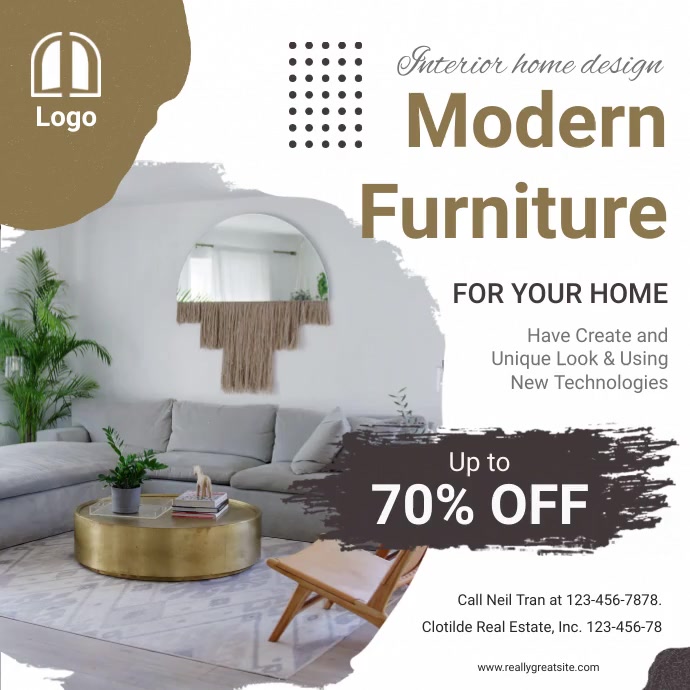 Logo
Interior home design
Modern
Furniture
FOR YOUR HOME
Have Create and
Unique Look & Using
New Technologies
Up to
70% OFF
Call Neil Tran at 123-456-7878.
Clotilde Real Estate, Inc. 123-456-78
www.reallygreatsite.com